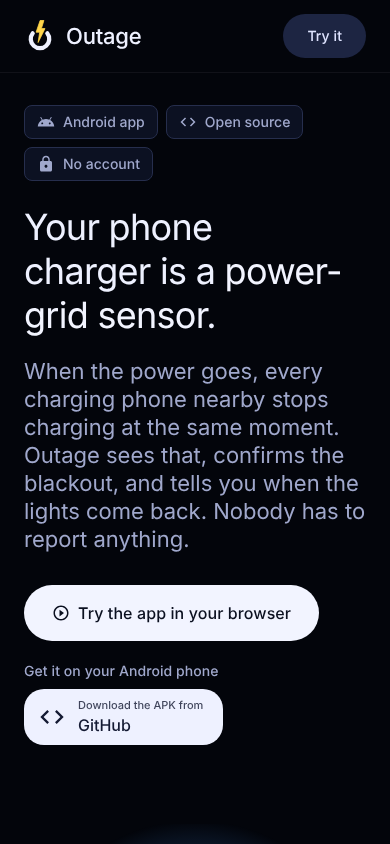 Outage
Try it
Android app
Open source
No account
Your phone
charger is a power-
grid sensor.
When the power goes, every
charging phone nearby stops
charging at the same moment.
Outage sees that, confirms the
blackout, and tells you when the
lights come back. Nobody has to
report anything.
Try the app in your browser
Get it on your Android phone
Download the APK from
GitHub